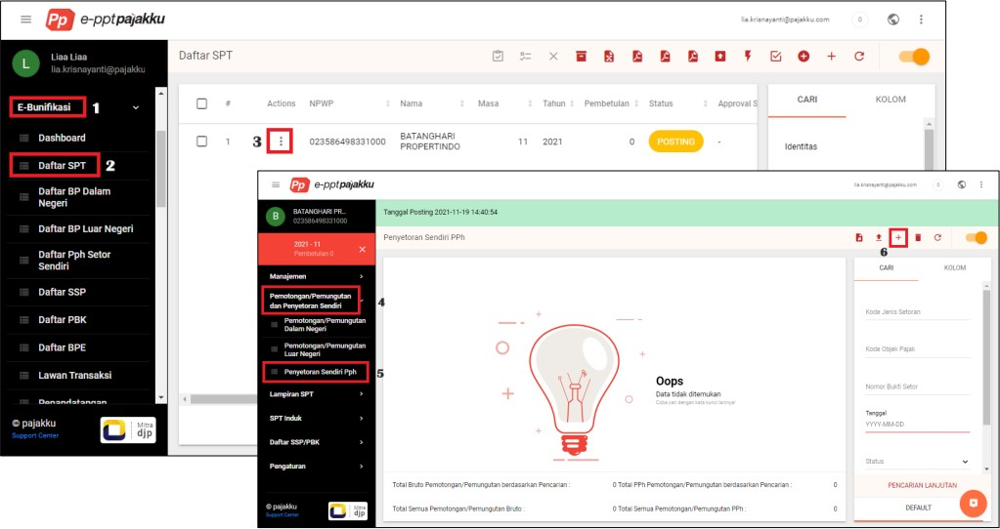 Pp e-pptpajakku
lia.krisnayanti@pajakku.com
0
L
Liaa Liaa
lia.krisnayanti@pajakku
Daftar SPT
E-Bunifikasi
1
Dashboard
Daftar SPT
2
Daftar BP Dalam
Negeri
Daftar BP Luar Negeri
Daftar Pph Setor
Sendiri
Daftar SSP
Daftar PBK
Daftar BPE
Lawan Transaksi
Penandatangan
© pajakku
Support Center
Mitra
djp
# Actions NPWP Nama Masa Tahun Pembetulan Status Approval S
1 3 023586498331000 BATANGHARI
PROPERTINDO 11 2021 0 POSTING -
CARI KOLOM
Identitas
Pp e-pptpajakku
lia.krisnayanti@pajakku.com
0
B
BATANGHARI PR...
023586498331000
2021 - 11
Pembetulan 0
Tanggal Posting 2021-11-19 14:40:54
Penyetoran Sendiri PPh
6
Manajemen
Pemotongan/Pemungutan
dan Penyetoran Sendiri
4
Pemotongan/Pemungutan
Dalam Negeri
Pemotongan/Pemungutan
Luar Negeri
Penyetoran Sendiri Pph
5
Lampiran SPT
SPT Induk
Daftar SSP/PBK
Pengaturan
© pajakku
Support Center
Mitra
djp
Oops
Data tidak ditemukan
Coba cari dengan kata kunci lainnya!
Total Bruto Pemotongan/Pemungutan berdasarkan Pencarian : 0 Total PPh Pemotongan/Pemungutan berdasarkan Pencarian : 0
Total Semua Pemotongan/Pemungutan Bruto : 0 Total Semua Pemotongan/Pemungutan PPh : 0
CARI KOLOM
Kode Jenis Setoran
Kode Objek Pajak
Nomor Bukti Setor
Tanggal
YYYY-MM-DD
Status
PENCARIAN LANJUTAN
DEFAULT